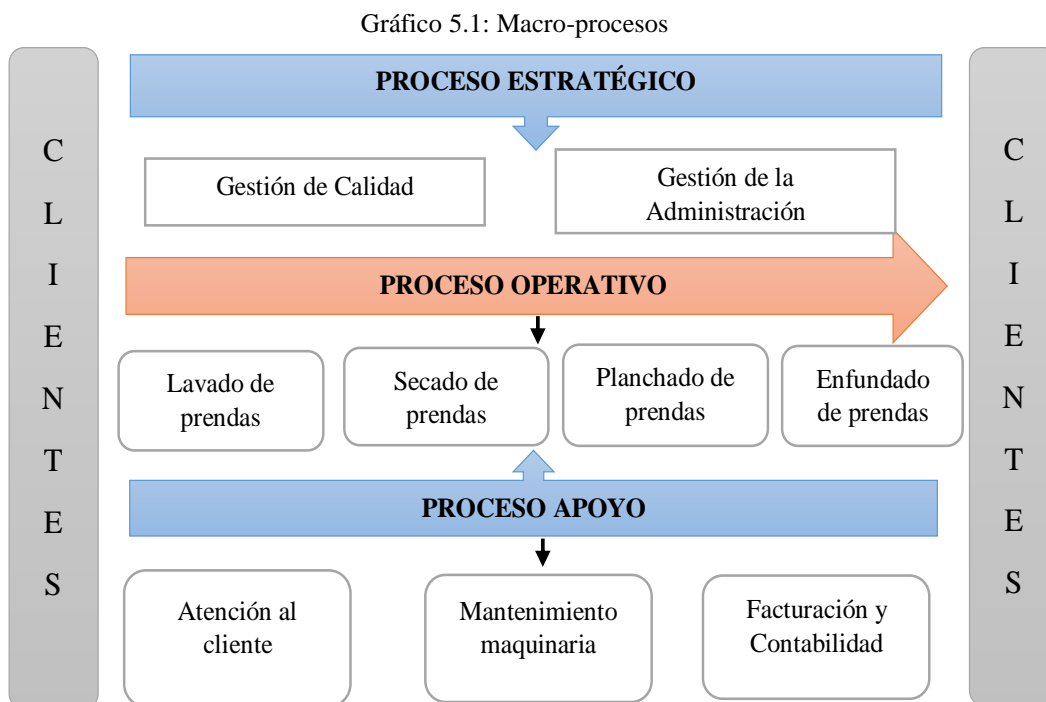 Gráfico 5.1: Macro-procesos
C
L
I
E
N
T
E
S
PROCESO ESTRATÉGICO
Gestión de Calidad
Gestión de la
Administración
PROCESO OPERATIVO
Lavado de
prendas
Secado de
prendas
Planchado de
prendas
Enfundado
de prendas
PROCESO APOYO
Atención al
cliente
Mantenimiento
maquinaria
Facturación y
Contabilidad
C
L
I
E
N
T
E
S